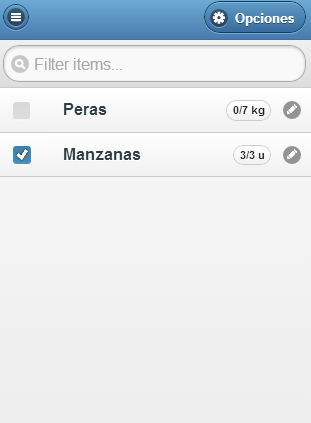 Opciones
Filter items...
Peras 0/7 kg
Manzanas 3/3 u